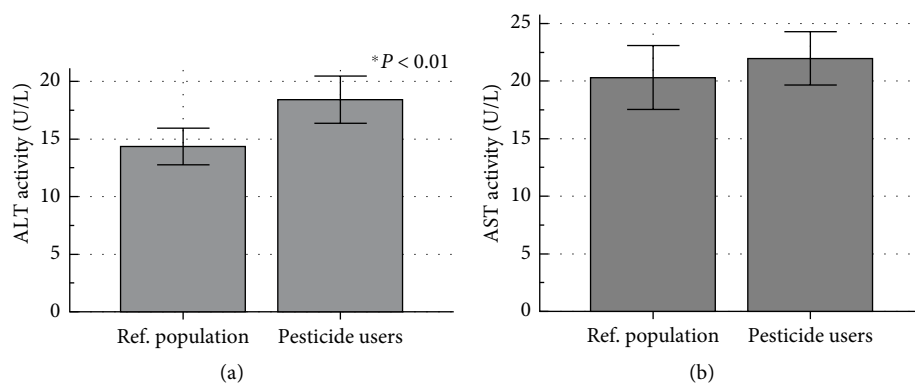 *P < 0.01
ALT activity (U/L)
20
15
10
5
0
Ref. population
Pesticide users
(a)
AST activity (U/L)
25
20
15
10
5
0
Ref. population
Pesticide users
(b)